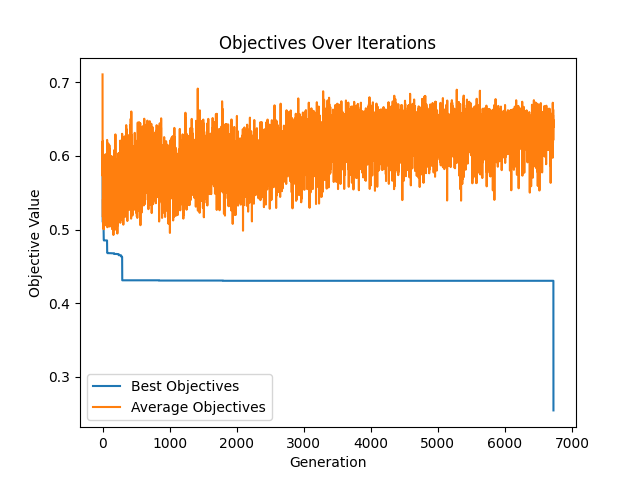 Objectives Over Iterations
0.7
0.6
0.5
0.4
0.3
Objective Value
Best Objectives
Average Objectives
0 1000 2000 3000 4000 5000 6000 7000
Generation